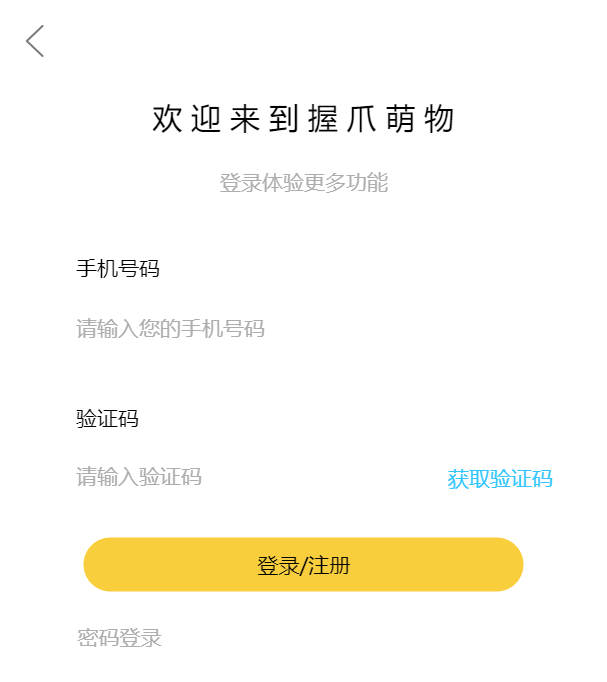 欢迎来到握爪萌物
登录体验更多功能
手机号码
请输入您的手机号码
验证码
请输入验证码 获取验证码
登录/注册
密码登录